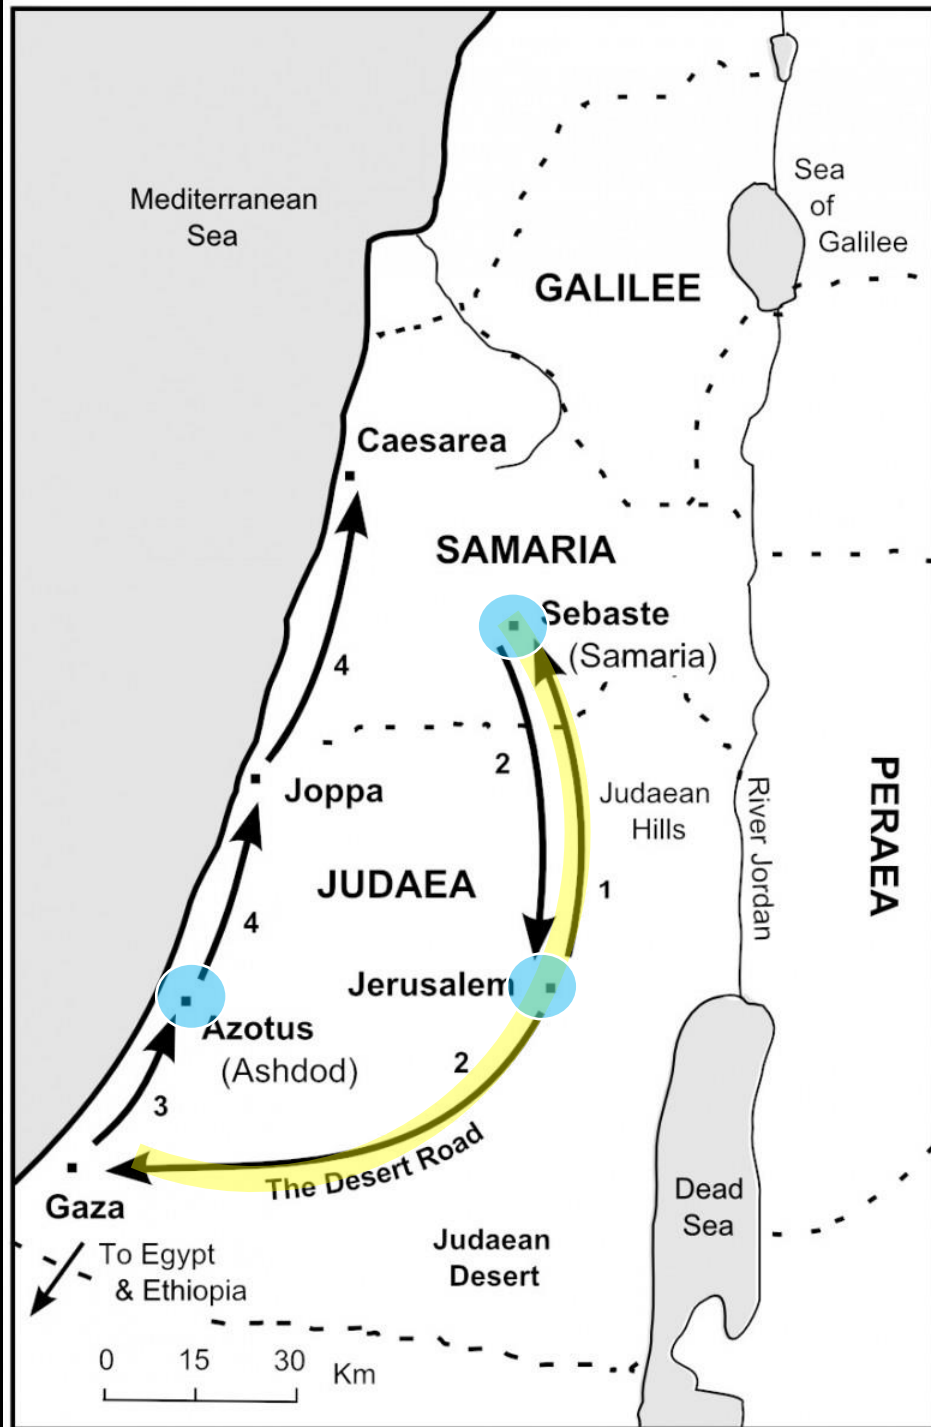 Mediterranean
Sea
Sea
of
Galilee
GALILEE
Caesarea
SAMARIA
Sebaste
(Samaria)
4
2
Joppa
Judaean
Hills
River Jordan
PERAEA
JUDAEA
1
4
Jerusalem
Azotus
(Ashdod)
2
3
The Desert Road
Gaza
Dead
Sea
To Egypt
& Ethiopia
Judaean
Desert
0 15 30 Km